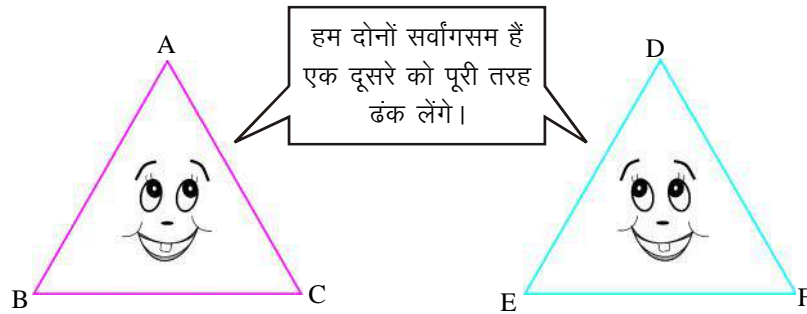 हम दोनों सर्वांगसम हैं
एक दूसरे को पूरी तरह
ढंक लेंगे।
A
D
B
C
E
F